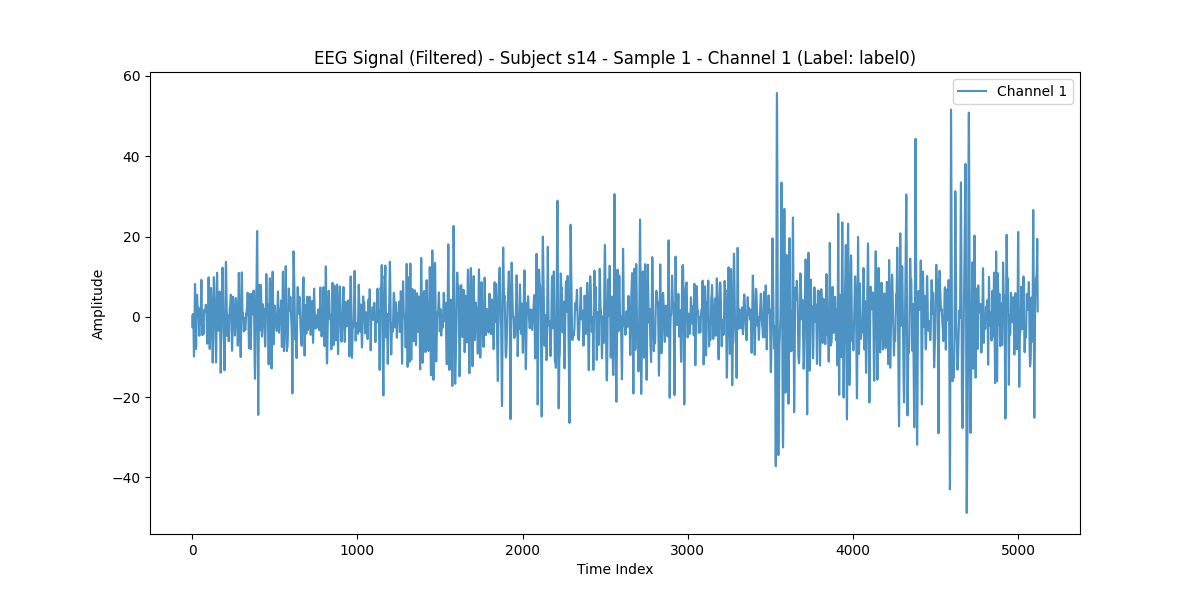 EEG Signal (Filtered) - Subject s14 - Sample 1 - Channel 1 (Label: label0)
Channel 1
60
40
20
0
−20
−40
Amplitude
0 1000 2000 3000 4000 5000
Time Index